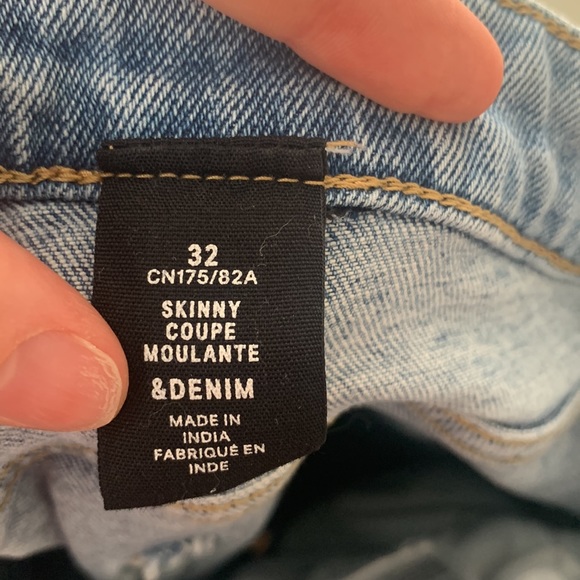 32
CN175/82A
SKINNY
COUPE
MOULANTE
&DENIM
MADE IN
INDIA
FABRIQUÉ EN
INDE